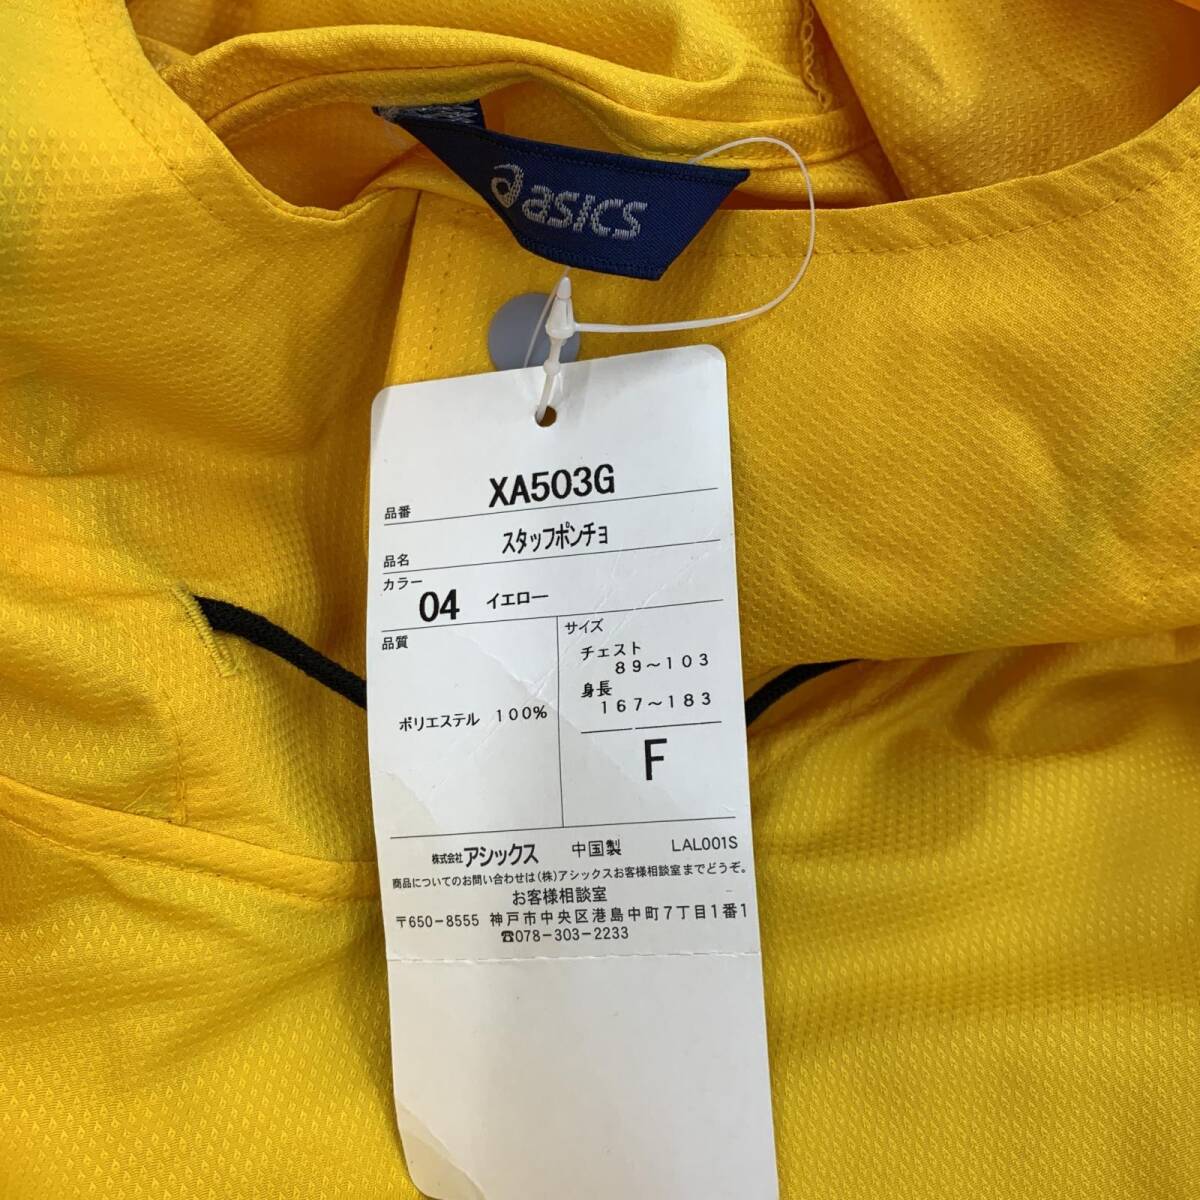 asics
品番 XA503G
品名 スタッフポンチョ
カラー 04 イエロー
品質
ポリエステル 100%
サイズ
チェスト
89〜103
身長
167〜183
F
株式会社アシックス 中国製 LAL001S
商品についてのお問い合わせは(株)アシックスお客様相談室までどうぞ。
お客様相談室
〒650-8555 神戸市中央区港島中町7丁目1番1
☎078-303-2233